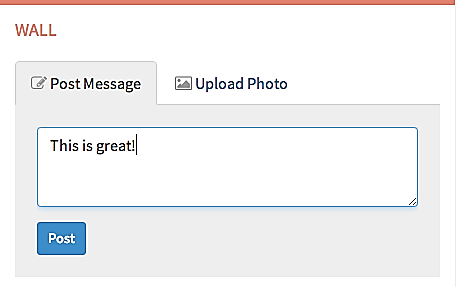 WALL
Post Message Upload Photo
This is great!
Post